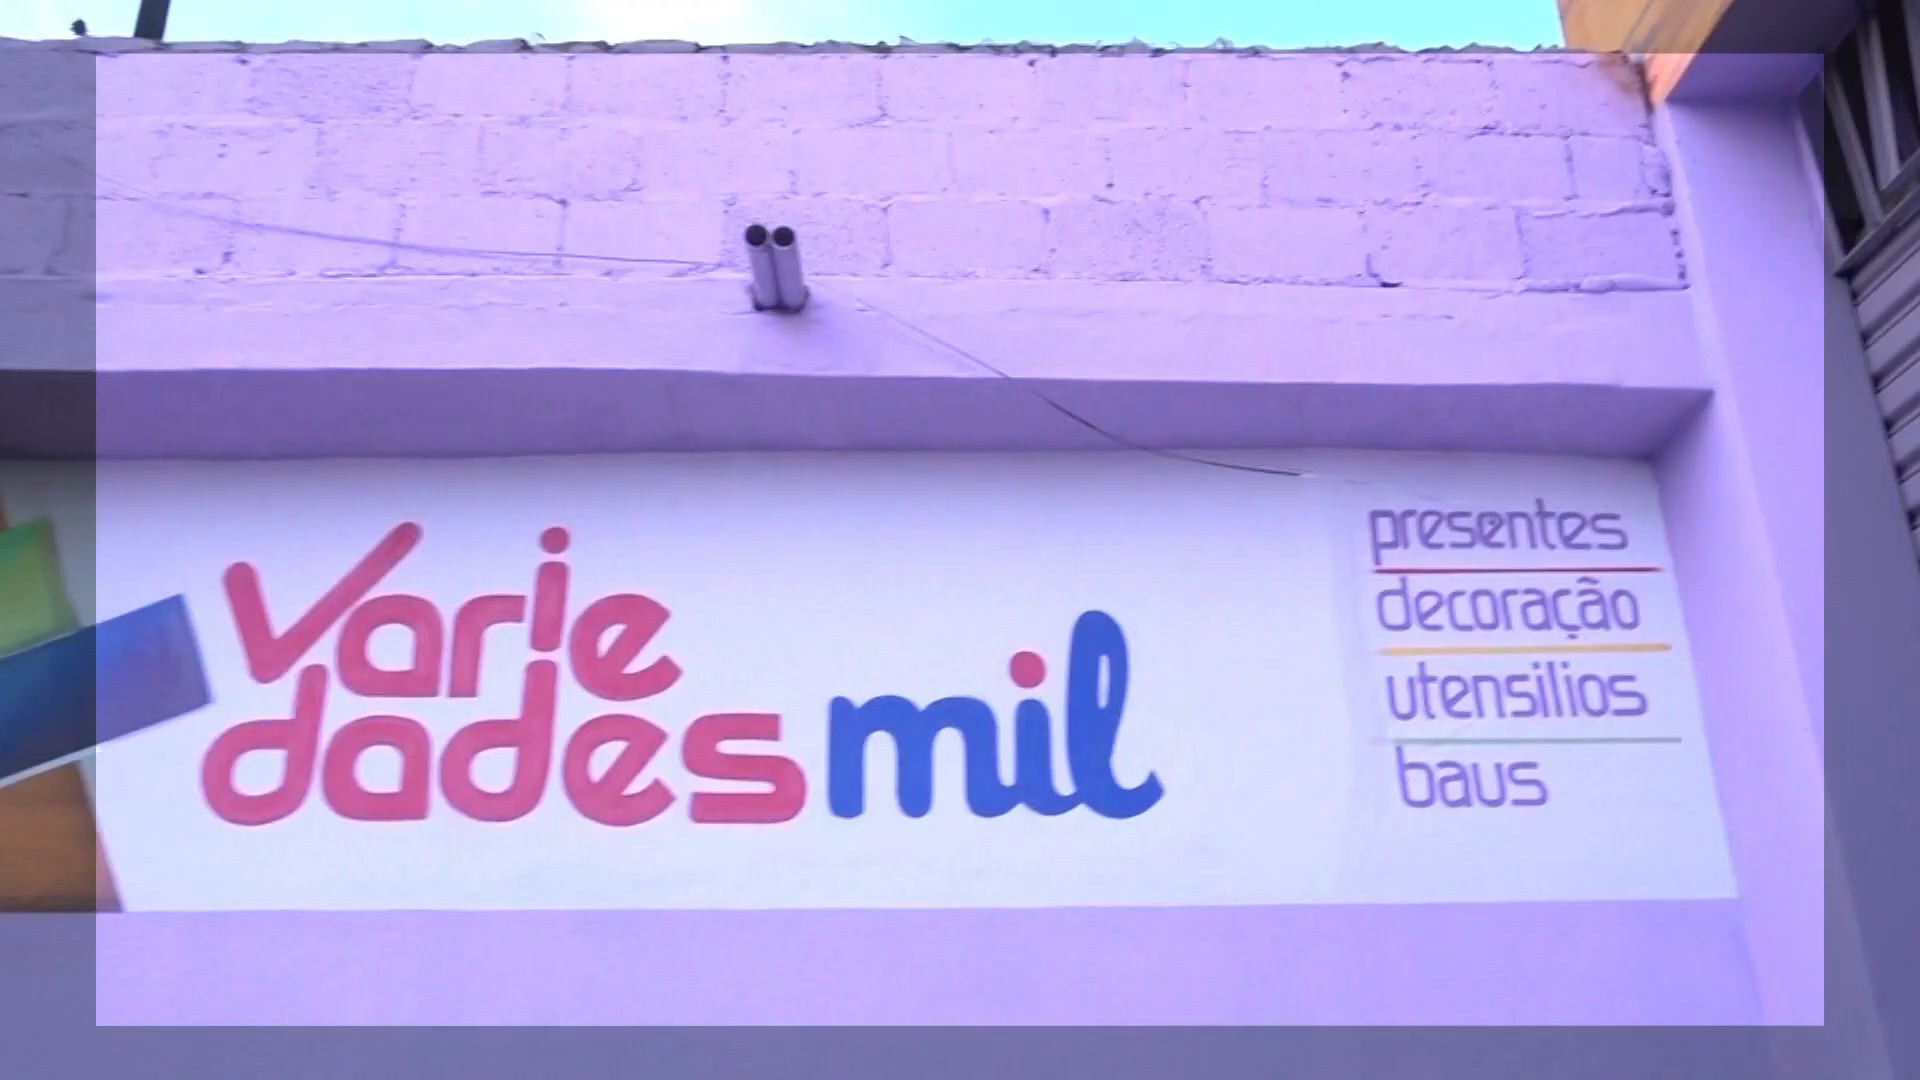 Varie
dades mil
presentes
decoração
utensilios
baus